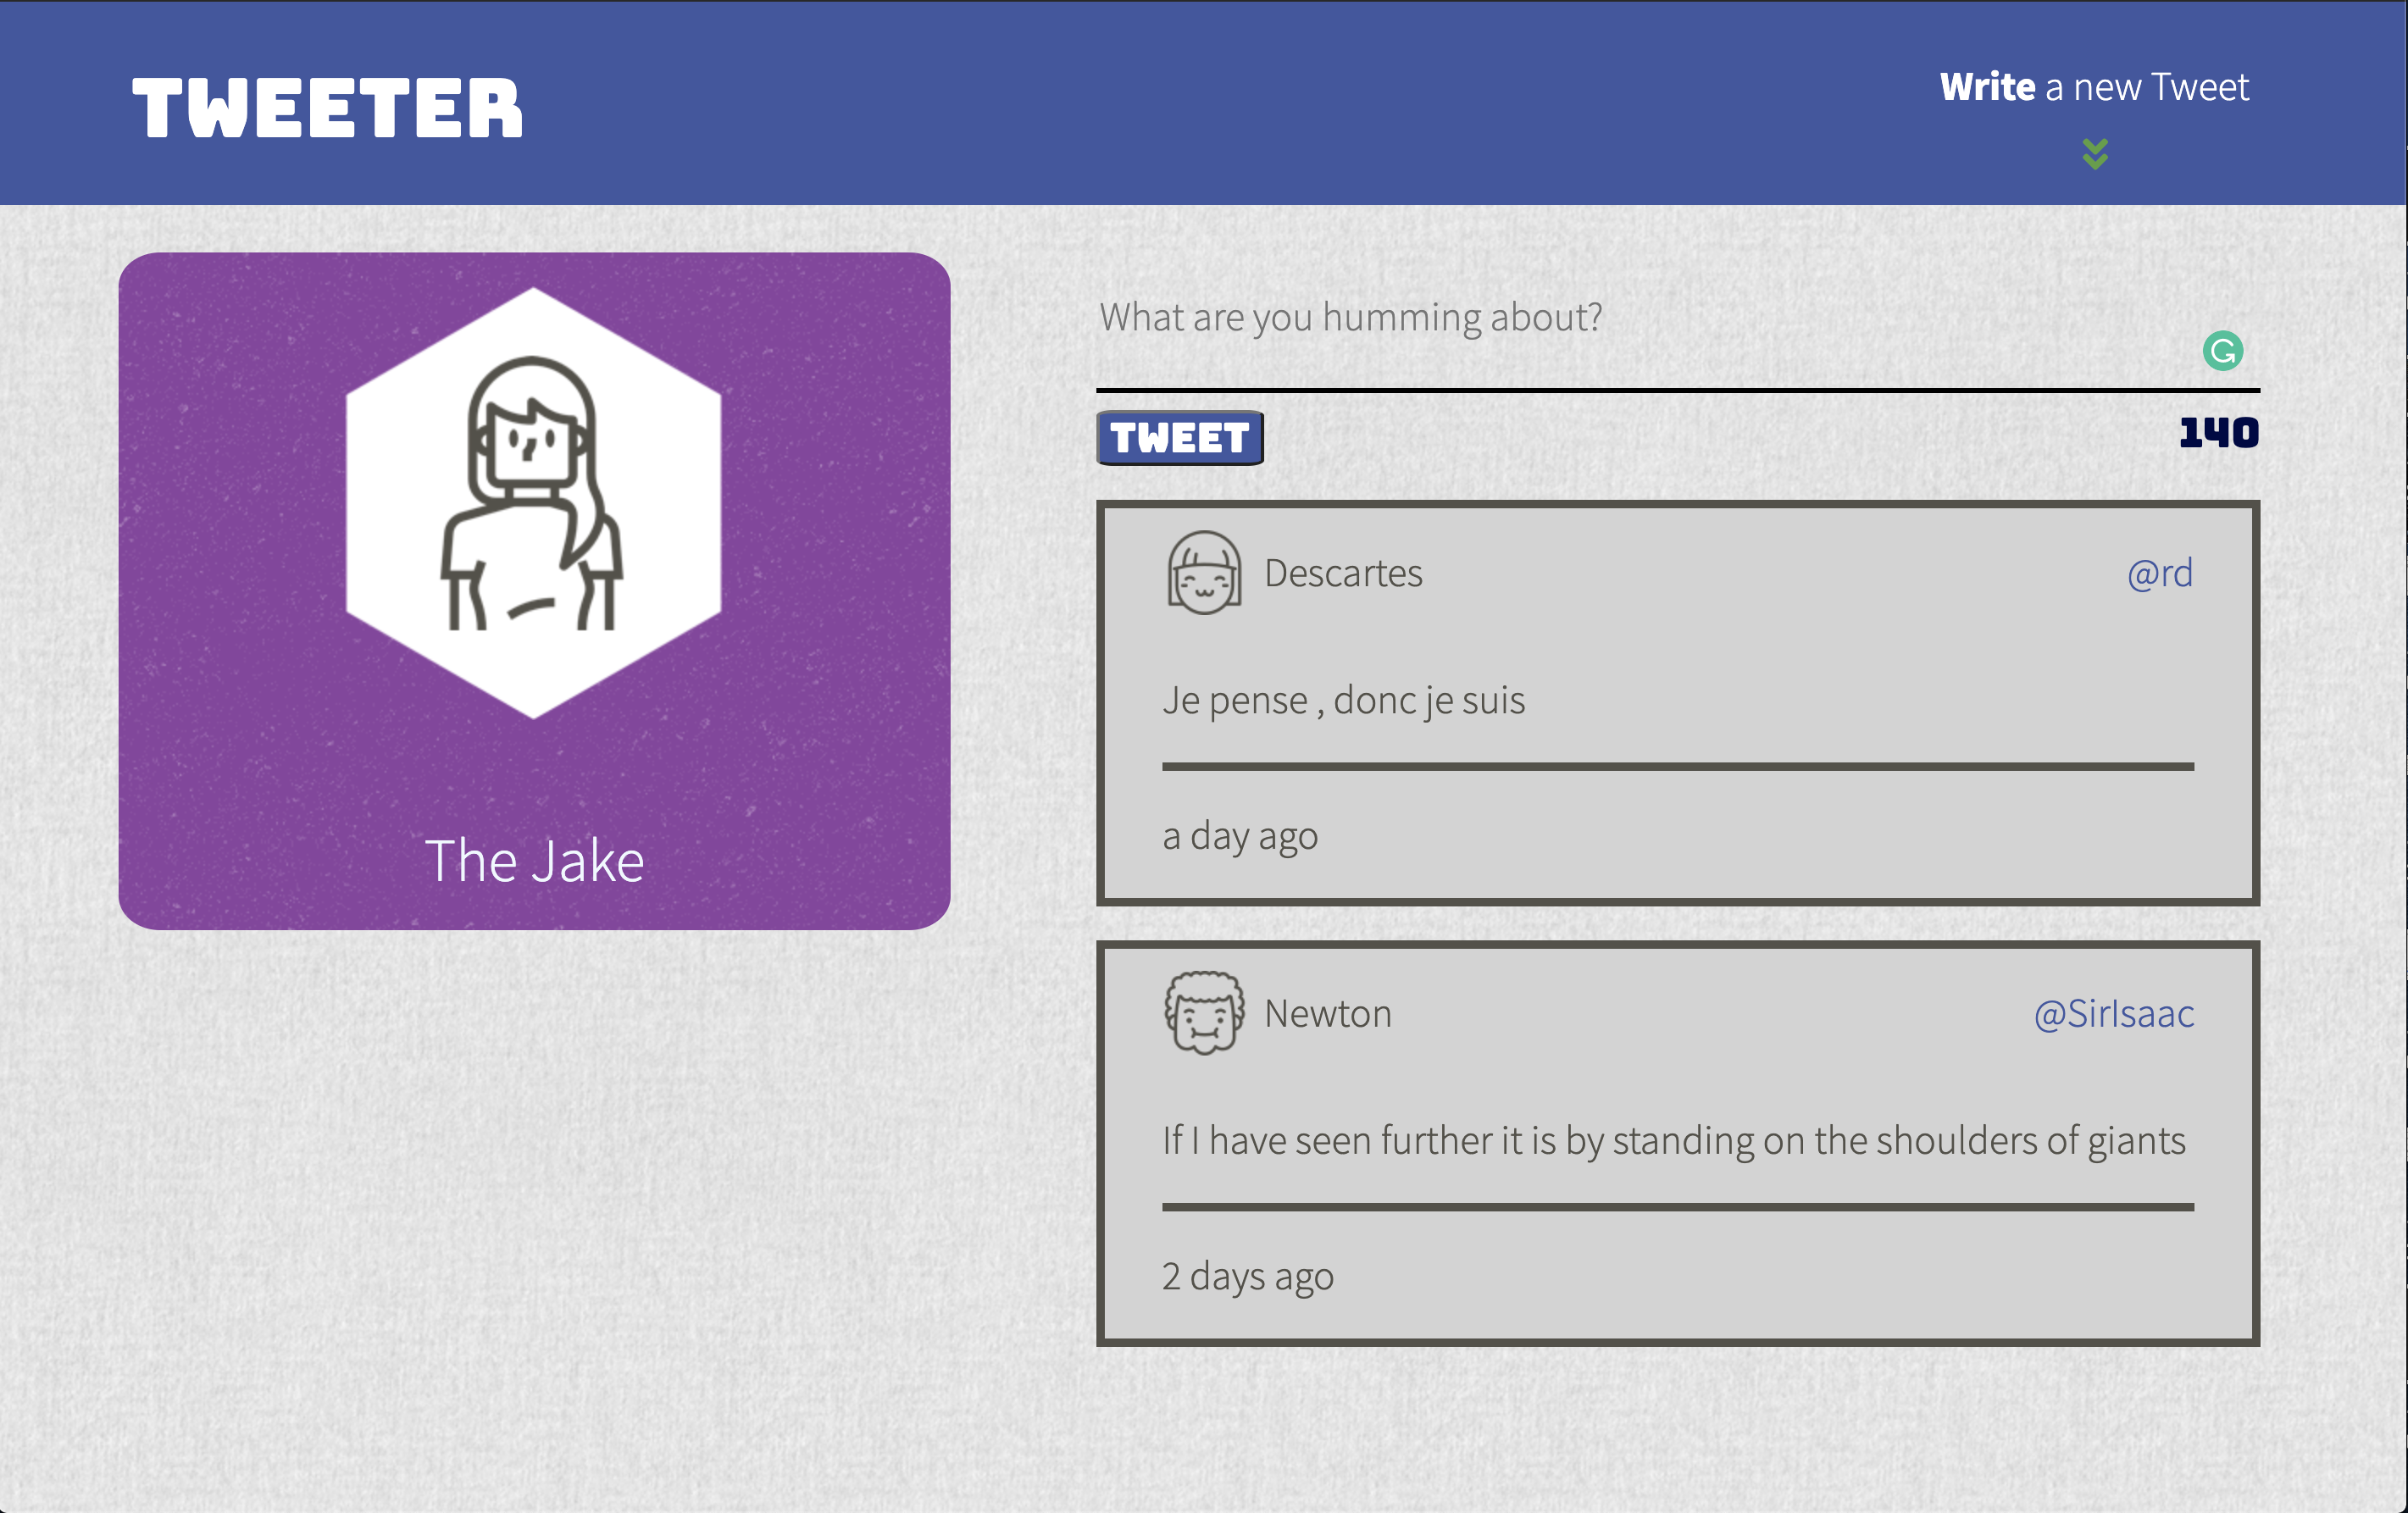 TWEETER
Write a new Tweet
The Jake
What are you humming about?
TWEET
140
Descartes
@rd
Je pense , donc je suis
a day ago
Newton
@SirIsaac
If I have seen further it is by standing on the shoulders of giants
2 days ago